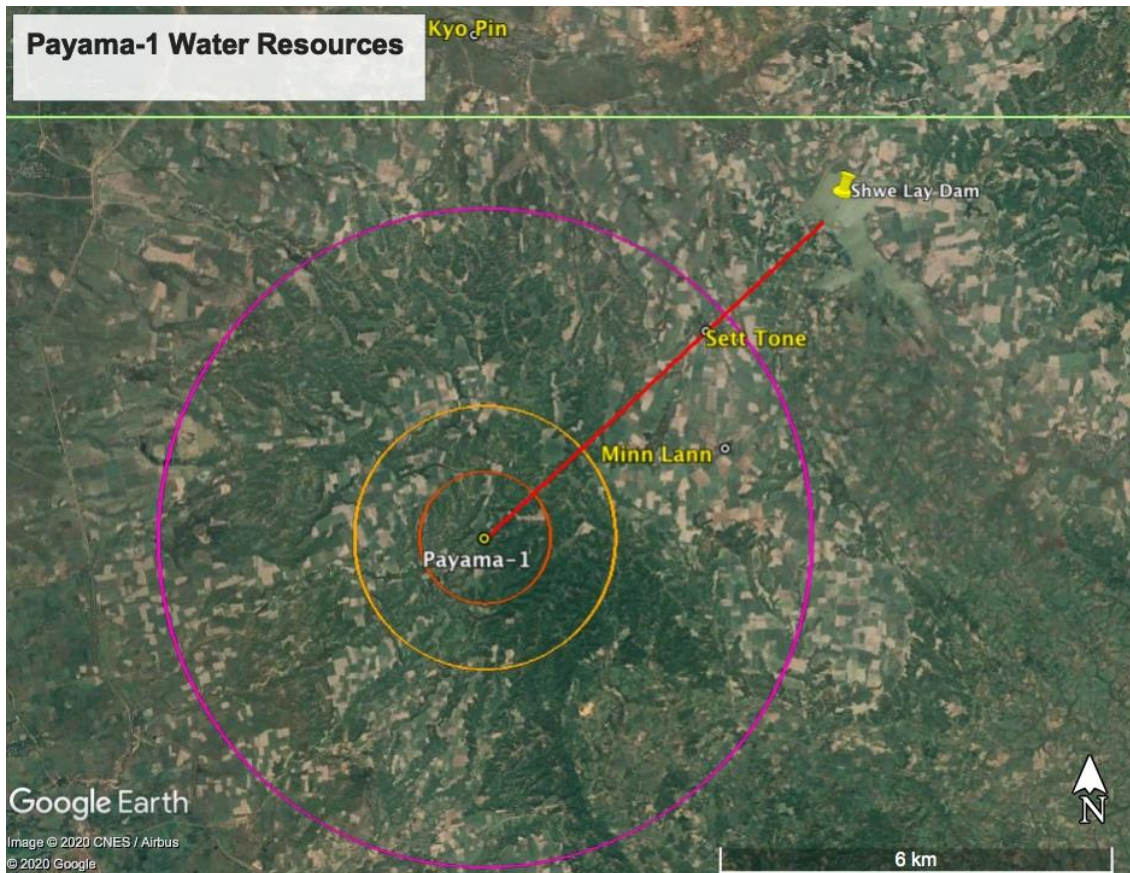 Payama-1 Water Resources
Kyo Pin
Shwe Lay Dam
Sett Tone
Minn Lann
Payama-1
Google Earth
Image © 2020 CNES / Airbus
© 2020 Google
N
6 km